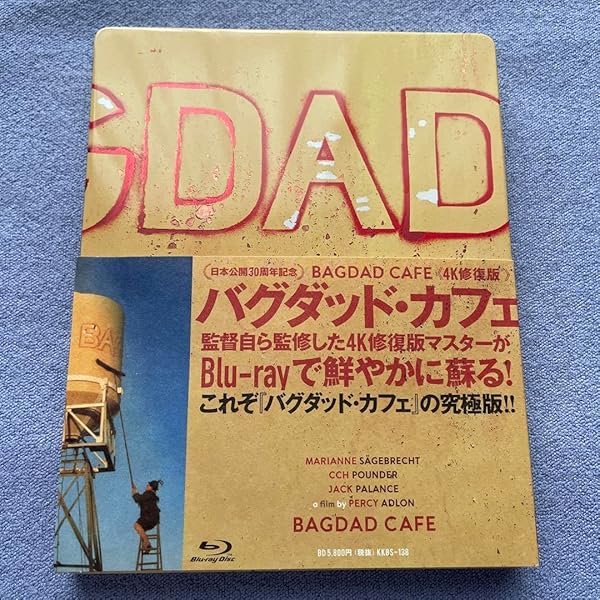 GDAD
《日本公開30周年記念》 BAGDAD CAFE 《4K修復版》
バグダッド・カフェ
監督自ら監修した4K修復版マスターが
Blu-rayで鮮やかに蘇る!
これぞ『バグダッド・カフェ』の究極版!!
BA
MARIANNE SÄGEBRECHT
CCH POUNDER
JACK PALANCE
a film by PERCY ADLON
BAGDAD CAFE
Blu-ray Disc
BD 5,800円(税抜) KKBS-138